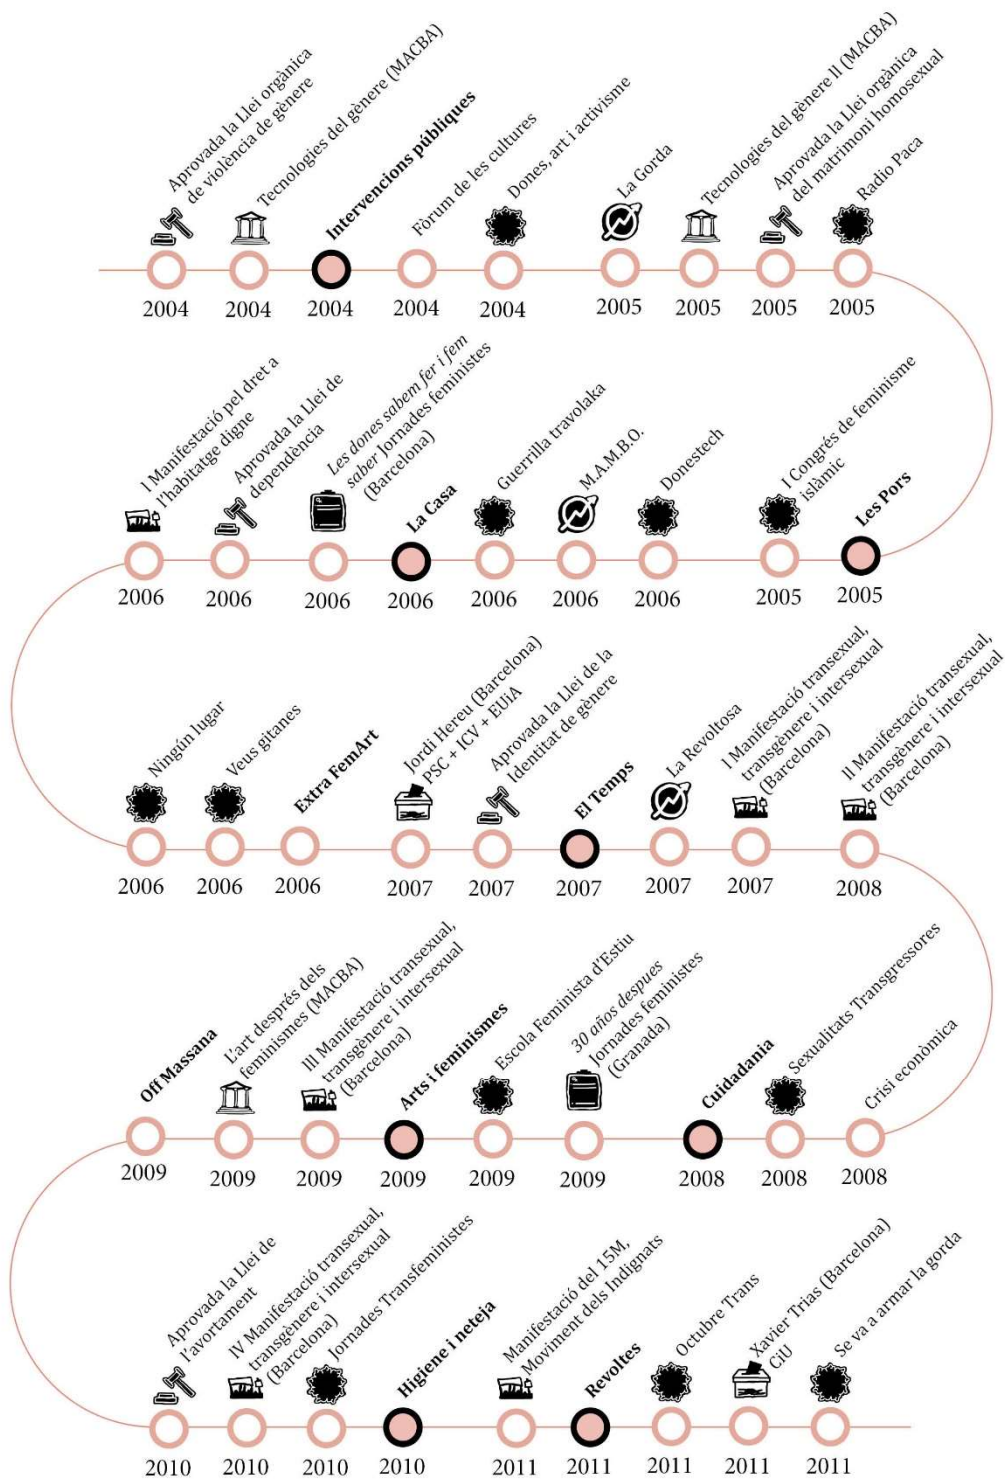 Aprovada la Llei orgànica
de violència de gènere
2004
Tecnologies del gènere (MACBA)
2004
Intervencions públiques
2004
Fòrum de les cultures
2004
Dones, art i activisme
2004
La Gorda
2005
Tecnologies del gènere II (MACBA)
2005
Aprovada la Llei orgànica
del matrimoni homosexual
2005
Radio Paca
2005
I Manifestació pel dret a
l'habitatge digne
2006
Aprovada la Llei de
dependència
2006
Les dones sabem fer i fem
saber Jornades feministes
(Barcelona)
2006
La Casa
2006
Guerrilla travolaka
2006
M.A.M.B.O.
2006
Donestech
2006
I Congrés de feminisme
islàmic
2005
Les Pors
2005
Ningún lugar
2006
Veus gitanes
2006
Extra FemArt
2006
Jordi Hereu (Barcelona)
PSC + ICV + EUiA
2007
Aprovada la Llei de la
Identitat de gènere
2007
El Temps
2007
La Revoltosa
2007
I Manifestació transexual,
transgènere i intersexual
(Barcelona)
2007
II Manifestació transexual,
transgènere i intersexual
(Barcelona)
2008
Off Massana
2009
L'art després dels
feminismes (MACBA)
2009
III Manifestació transexual,
transgènere i intersexual
(Barcelona)
2009
Arts i feminismes
2009
Escola Feminista d'Estiu
2009
30 años despues
Jornades feministes
(Granada)
2009
Cuidadania
2008
Sexualitats Transgressores
2008
Crisi econòmica
2008
Aprovada la Llei de
l'avortament
2010
IV Manifestació transexual,
transgènere i intersexual
(Barcelona)
2010
Jornades Transfeministes
2010
Higiene i neteja
2010
Manifestació del 15M,
Moviment dels Indignats
2011
Revoltes
2011
Octubre Trans
2011
Xavier Trias (Barcelona)
CiU
2011
Se va a armar la gorda
2011